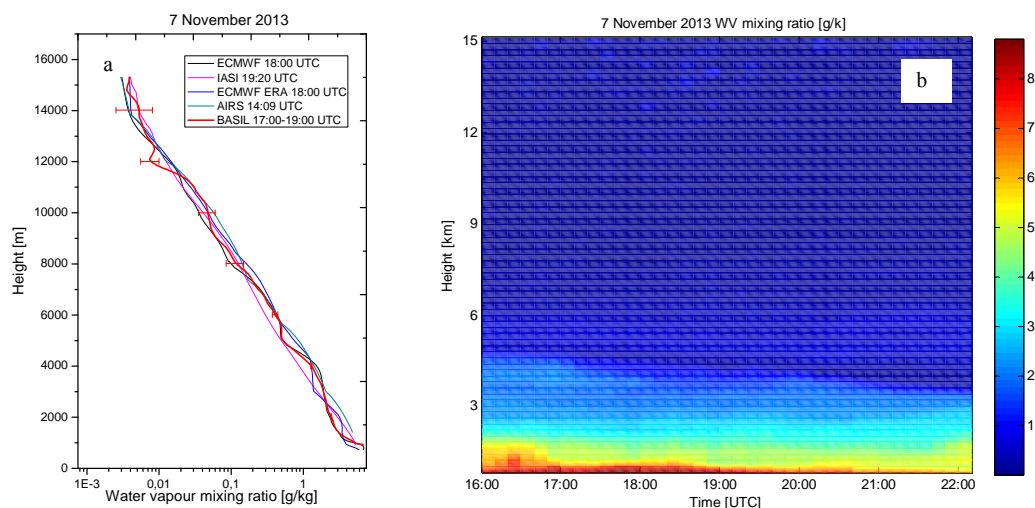 7 November 2013
a
ECMWF 18:00 UTC
IASI 19:20 UTC
ECMWF ERA 18:00 UTC
AIRS 14:09 UTC
BASIL 17:00-19:00 UTC
Height [m]
16000
14000
12000
10000
8000
6000
4000
2000
0
1E-3
0,01
0,1
1
Water vapour mixing ratio [g/kg]
7 November 2013 WV mixing ratio [g/k]
b
Height [km]
15
12
9
6
3
16:00
17:00
18:00
19:00
20:00
21:00
22:00
Time [UTC]
8
7
6
5
4
3
2
1